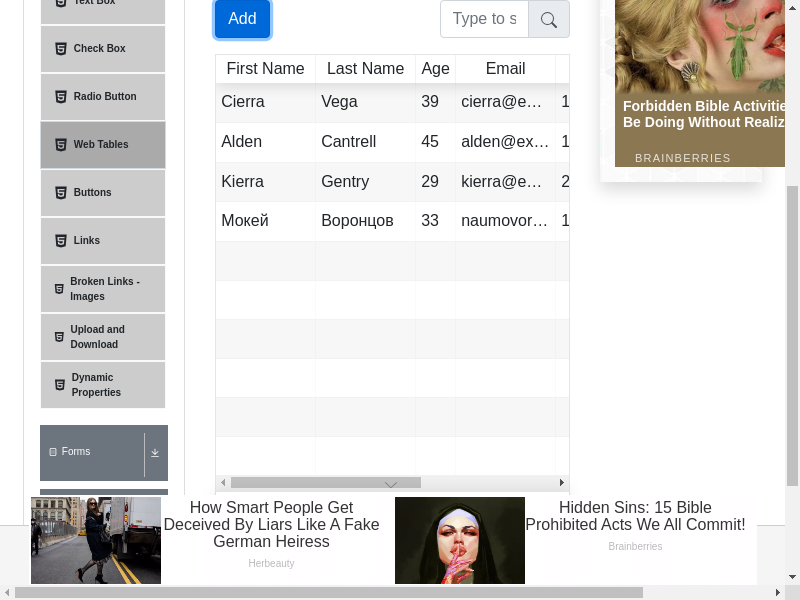 Text Box
Add
Type to s
Check Box
Radio Button
Web Tables
Buttons
Links
Broken Links -
Images
Upload and
Download
Dynamic
Properties
Forms
First Name Last Name Age Email
Cierra Vega 39 cierra@e… 1
Alden Cantrell 45 alden@ex… 1
Kierra Gentry 29 kierra@e… 2
Мокей Воронцов 33 naumovor… 1
Forbidden Bible Activitie
Be Doing Without Realiz
BRAINBERRIES
How Smart People Get
Deceived By Liars Like A Fake
German Heiress
Herbeauty
Hidden Sins: 15 Bible
Prohibited Acts We All Commit!
Brainberries